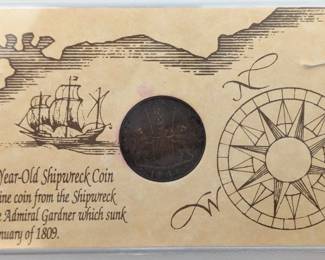 Year-Old Shipwreck Coin
ine coin from the Shipwreck
e Admiral Gardner which sunk
nuary of 1809.
W